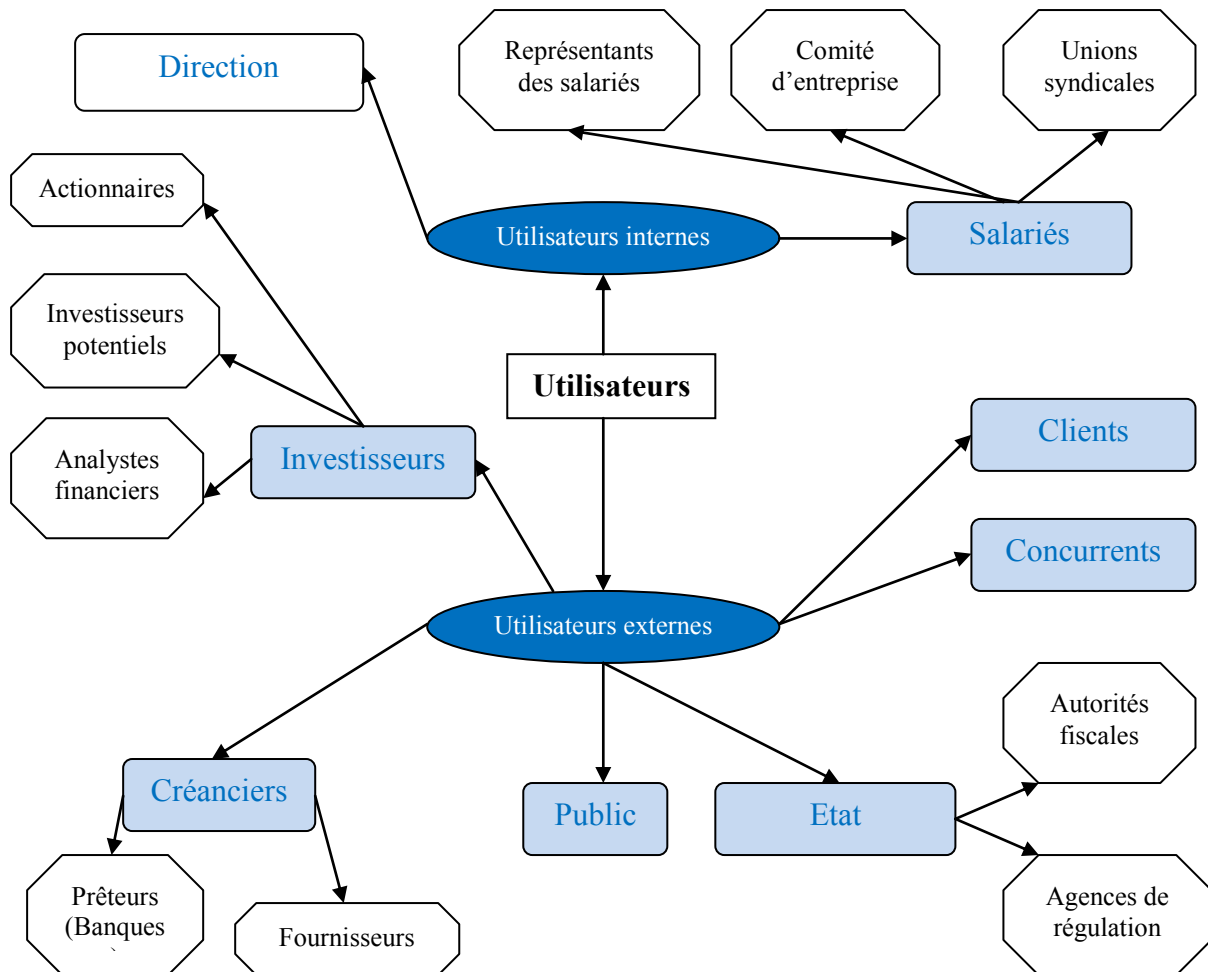 Direction
Représentants
des salariés
Comité
d’entreprise
Unions
syndicales
Actionnaires
Utilisateurs internes
Salariés
Investisseurs
potentiels
Utilisateurs
Clients
Investisseurs
Analystes
financiers
Concurrents
Utilisateurs externes
Autorités
fiscales
Créanciers
Public
Etat
Prêteurs
(Banques
Fournisseurs
Agences de
régulation